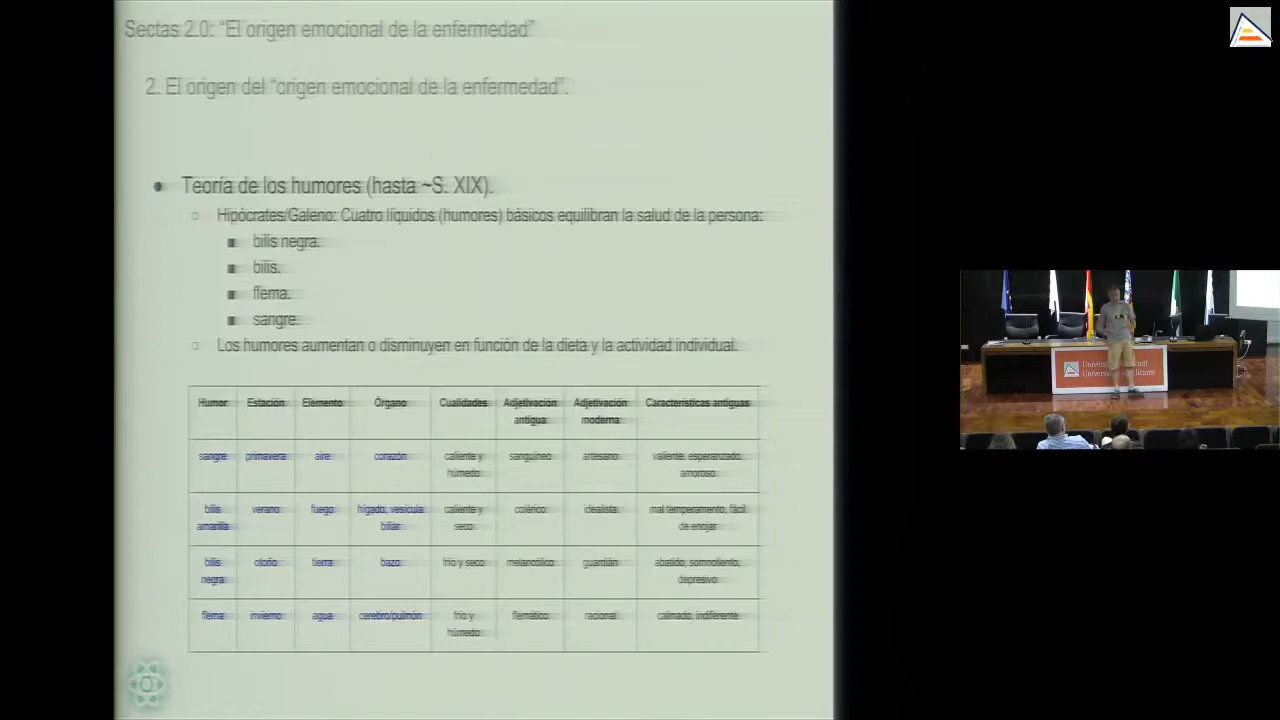 Sectas 2.0: "El origen emocional de la enfermedad"
2. El origen del "origen emocional de la enfermedad".
• Teoría de los humores (hasta ~S. XIX).
○ Hipócrates/Galeno: Cuatro líquidos (humores) básicos equilibran la salud de la persona:
■ bilis negra.
■ bilis.
■ flema.
■ sangre.
○ Los humores aumentan o disminuyen en función de la dieta y la actividad individual.
Humor Estación Elemento Órgano Cualidades Adjetivación Adjetivación Características antiguas
antigua moderna
sangre primavera aire corazón caliente y sanguíneo artesano valiente, esperanzado,
húmedo amoroso
bilis verano fuego hígado, vesícula caliente y colérico idealista mal temperamento, fácil
amarilla biliar seco de enojar
bilis otoño tierra bazo frío y seco melancólico guardián abatido, somnoliento,
negra depresivo
flema invierno agua cerebro/pulmón frío y flemático racional calmado, indiferente
húmedo